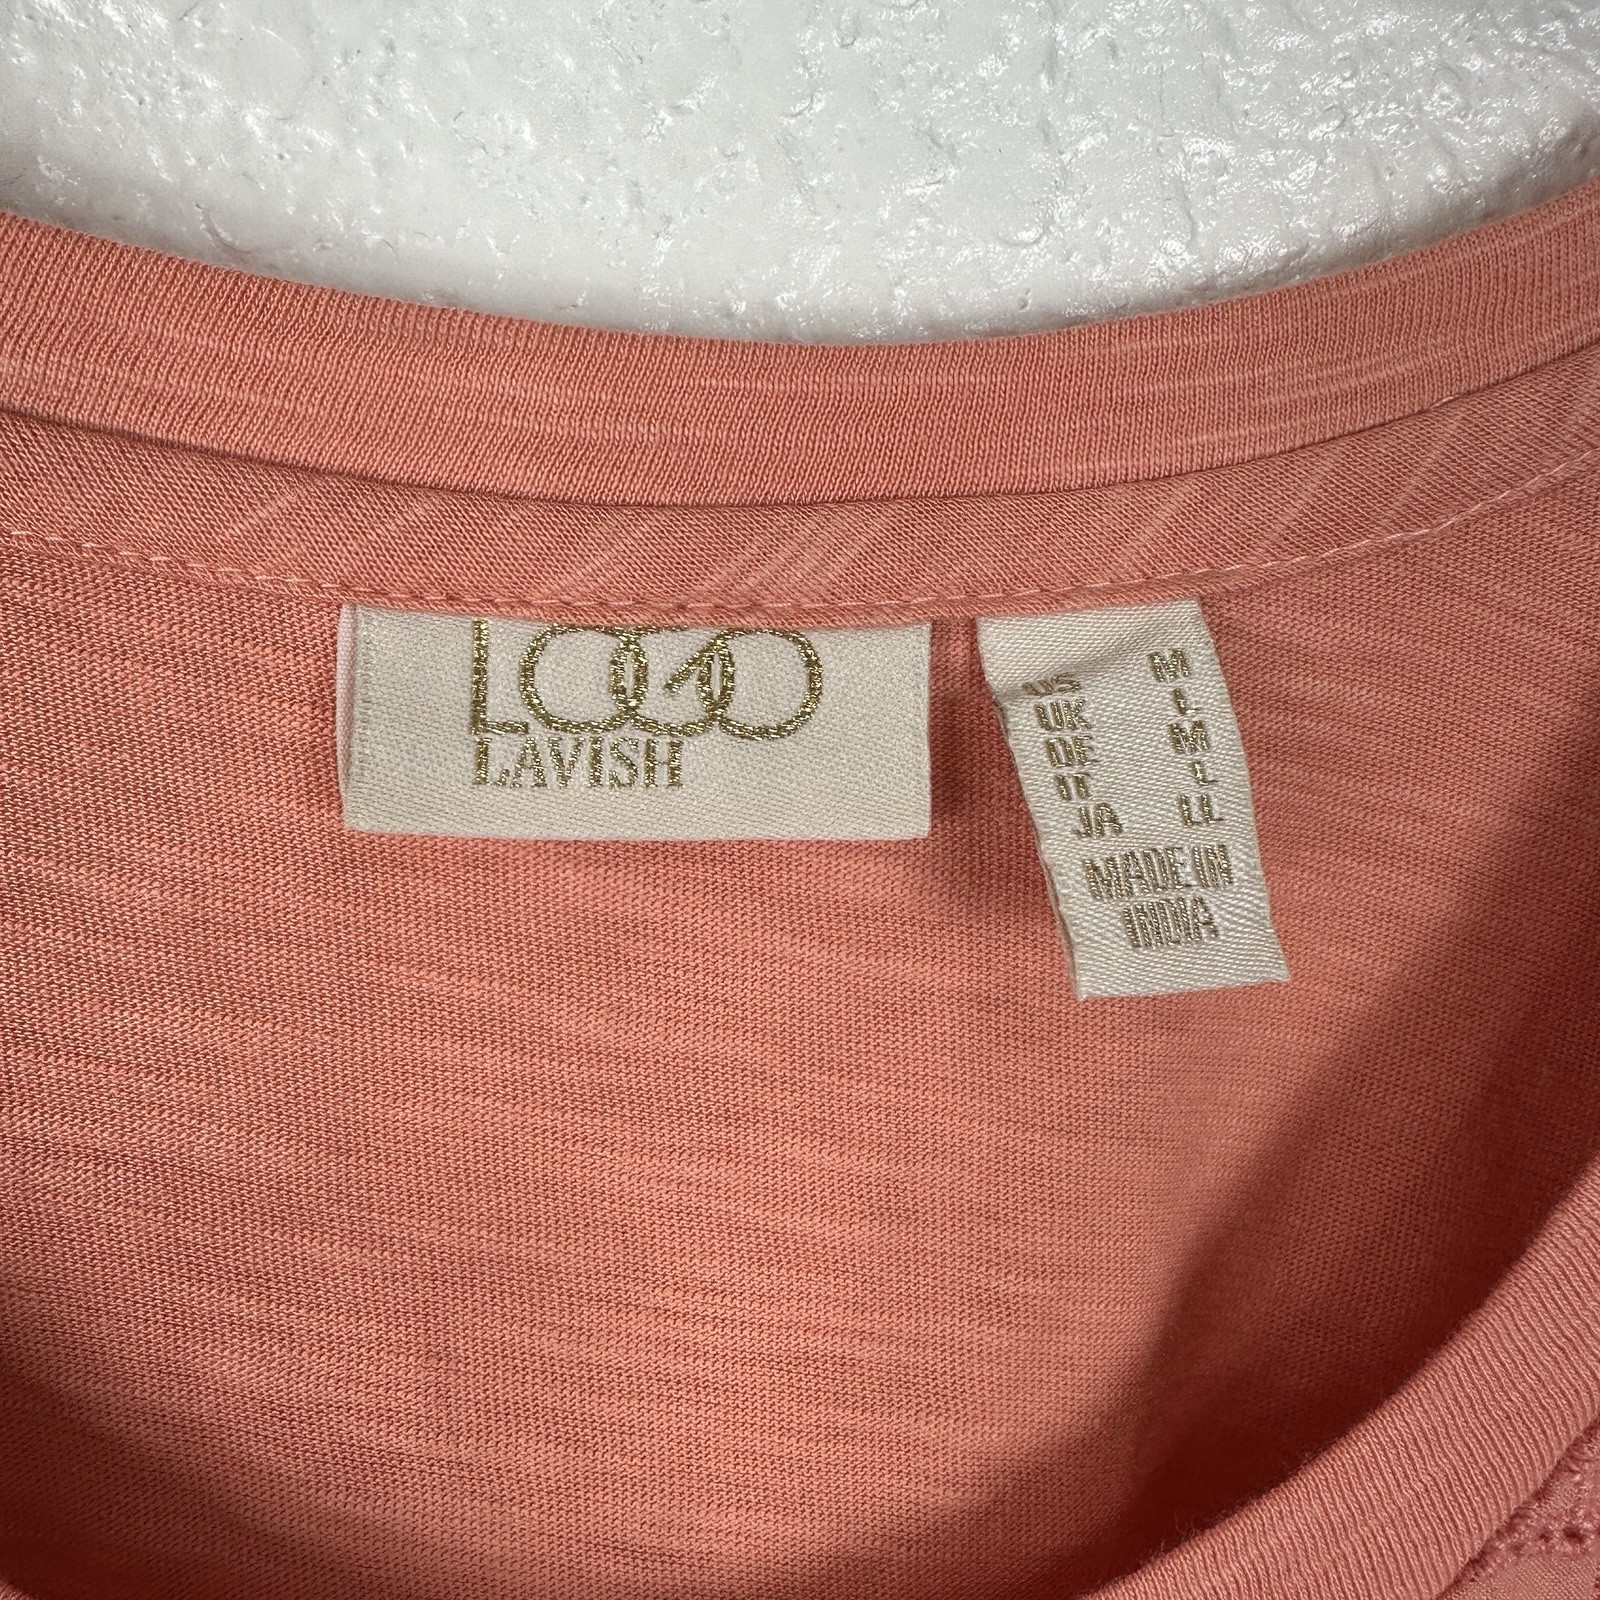 LOGO
LAVISH
US M
UK L
DE M
IT L
JA LL
MADE IN
INDIA